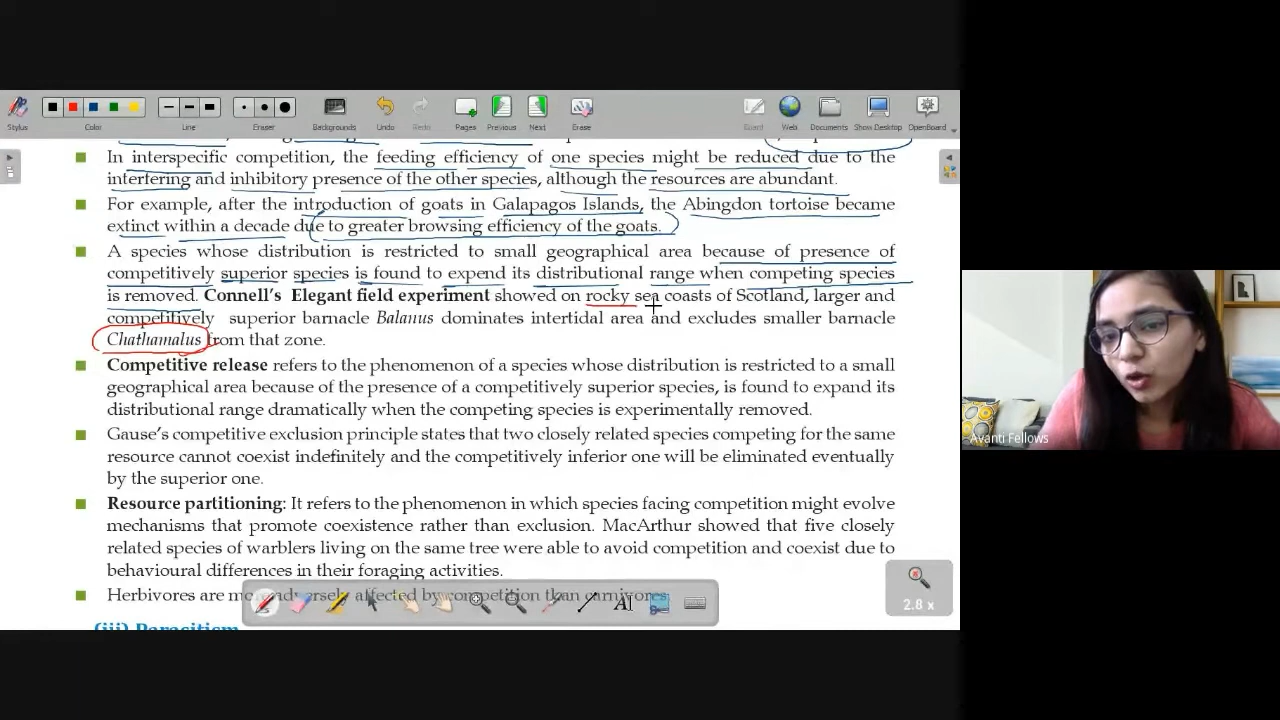 Stylus
Color
Line
Eraser
Backgrounds
Undo
Redo
Pages
Previous
Next
Erase
Board
Web
Documents
Show Desktop
OpenBoard
In interspecific competition, the feeding efficiency of one species might be reduced due to the
interfering and inhibitory presence of the other species, although the resources are abundant.
For example, after the introduction of goats in Galapagos Islands, the Abingdon tortoise became
extinct within a decade due to greater browsing efficiency of the goats.
A species whose distribution is restricted to small geographical area because of presence of
competitively superior species is found to expend its distributional range when competing species
is removed. Connell's Elegant field experiment showed on rocky sea coasts of Scotland, larger and
competitively superior barnacle Balanus dominates intertidal area and excludes smaller barnacle
Chathamalus from that zone.
Competitive release refers to the phenomenon of a species whose distribution is restricted to a small
geographical area because of the presence of a competitively superior species, is found to expand its
distributional range dramatically when the competing species is experimentally removed.
Gause's competitive exclusion principle states that two closely related species competing for the same
resource cannot coexist indefinitely and the competitively inferior one will be eliminated eventually
by the superior one.
Resource partitioning: It refers to the phenomenon in which species facing competition might evolve
mechanisms that promote coexistence rather than exclusion. MacArthur showed that five closely
related species of warblers living on the same tree were able to avoid competition and coexist due to
behavioural differences in their foraging activities.
Herbivores are more adversely affected by competition than carnivores.
(iii) Parasitism
2.8 x
Avanti Fellows